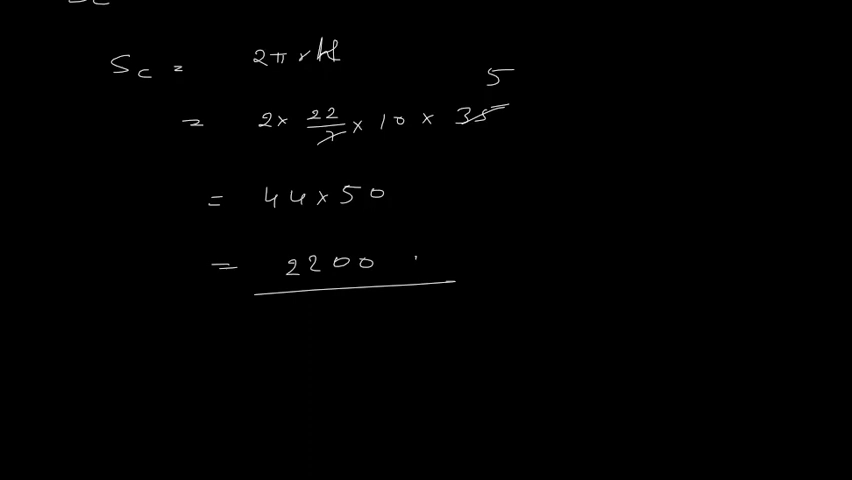 S_C = 2πrH
= 2 × 22/7 × 10 × 35 5
= 44 × 50
= 2200